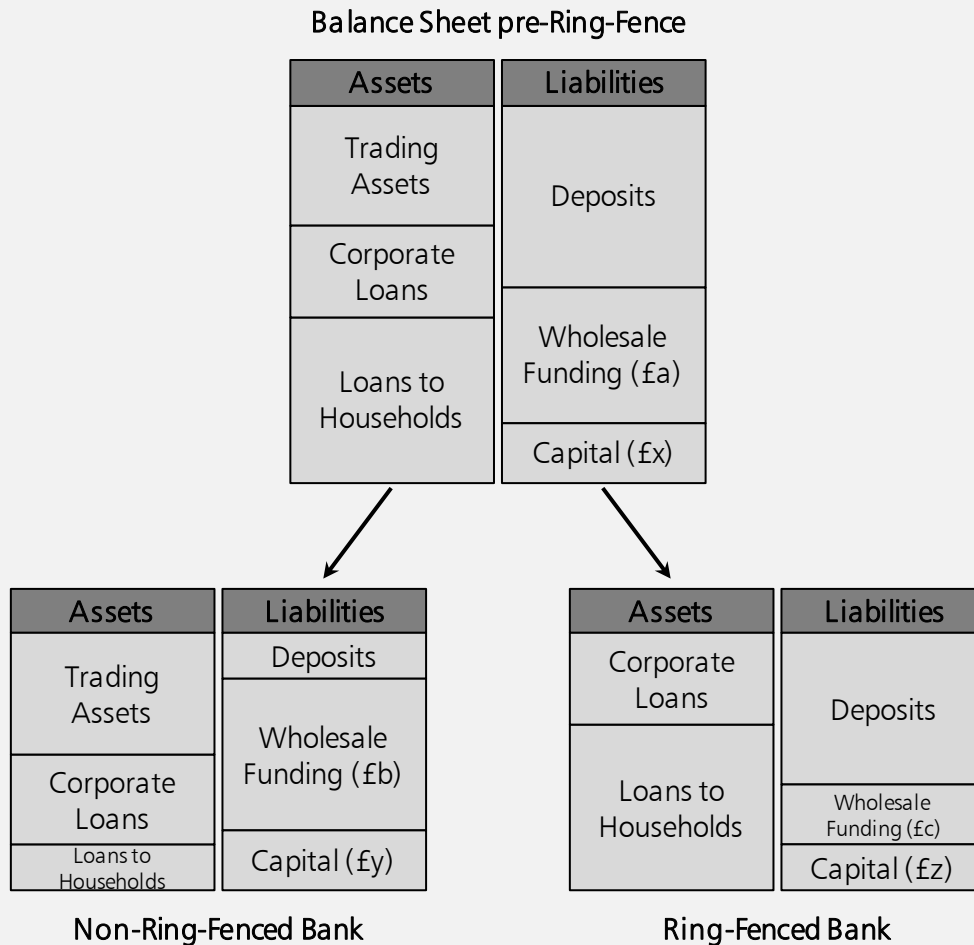 Balance Sheet pre-Ring-Fence
Assets
Liabilities
Trading
Assets
Corporate
Loans
Loans to
Households
Deposits
Wholesale
Funding (£a)
Capital (£x)
Assets
Liabilities
Trading
Assets
Corporate
Loans
Loans to
Households
Deposits
Wholesale
Funding (£b)
Capital (£y)
Non-Ring-Fenced Bank
Assets
Liabilities
Corporate
Loans
Loans to
Households
Deposits
Wholesale
Funding (£c)
Capital (£z)
Ring-Fenced Bank